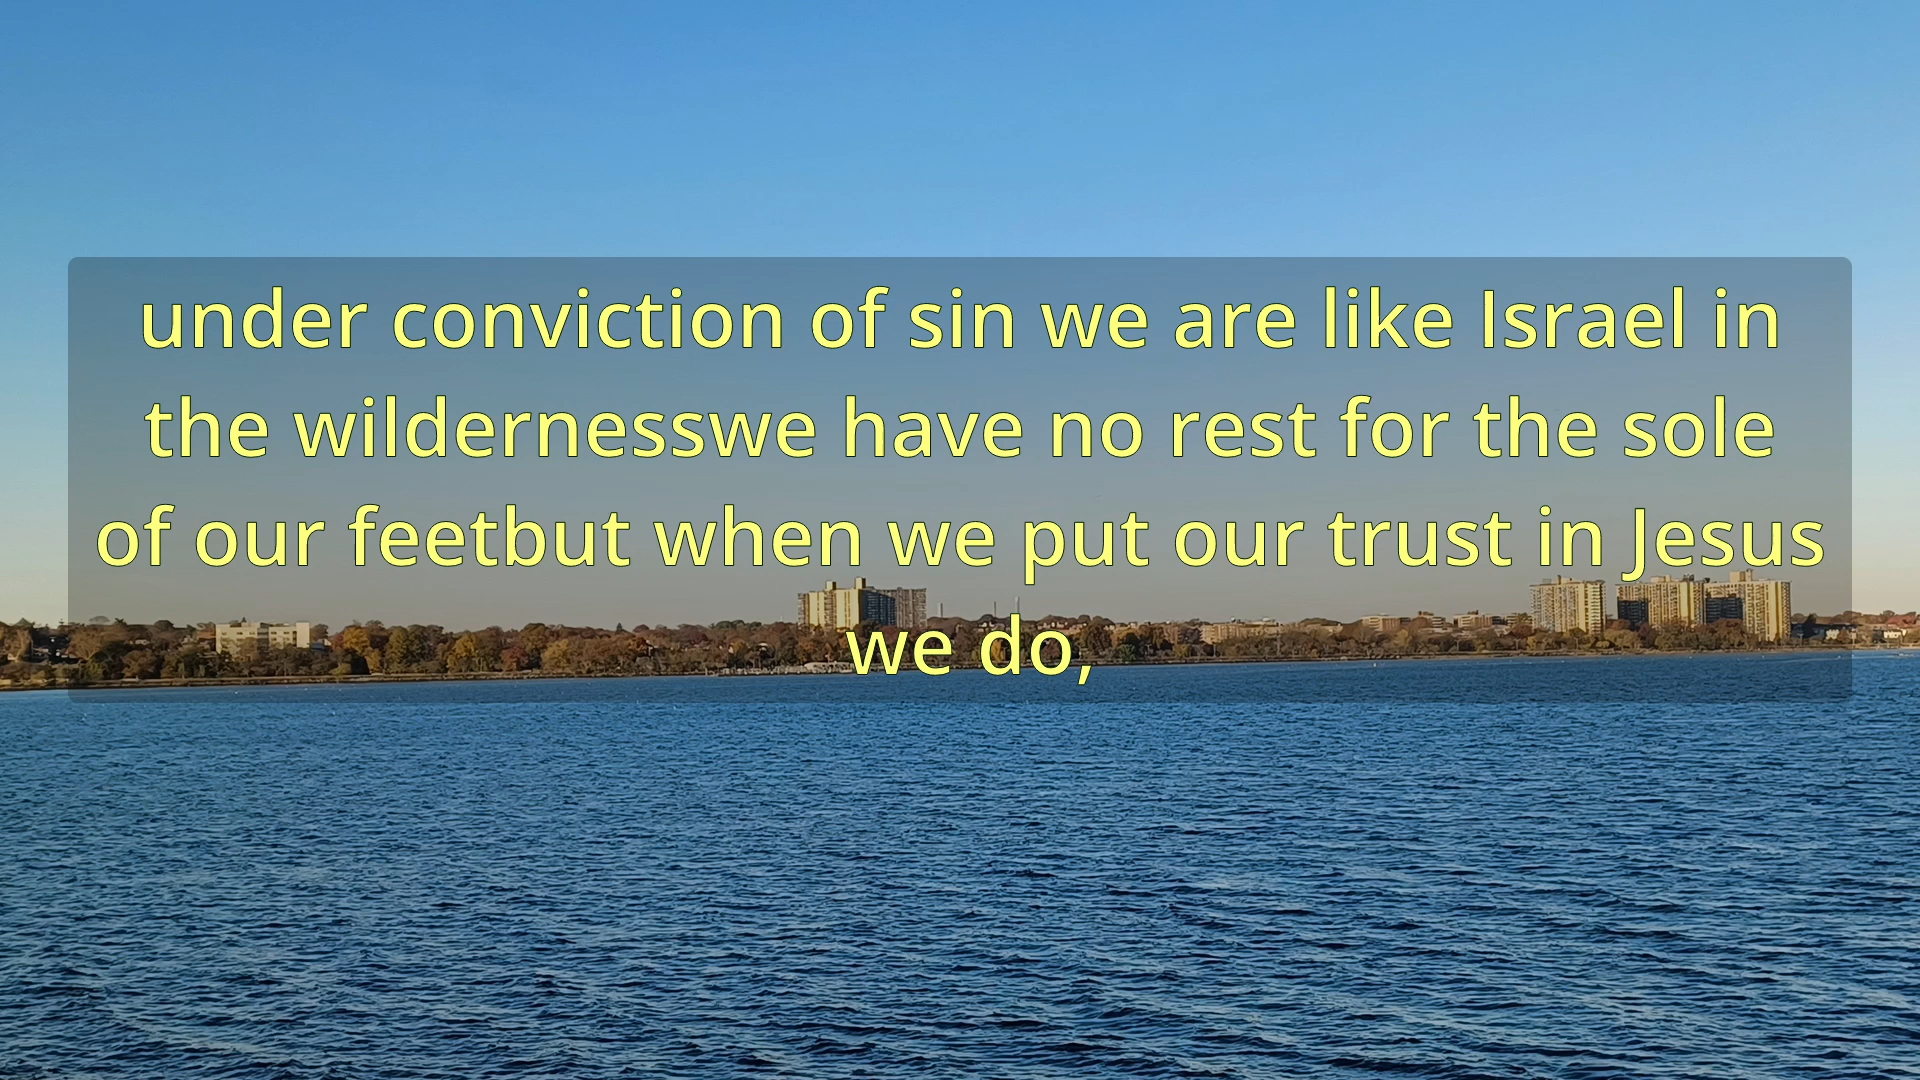 under conviction of sin we are like Israel in
the wildernesswe have no rest for the sole
of our feetbut when we put our trust in Jesus
we do,